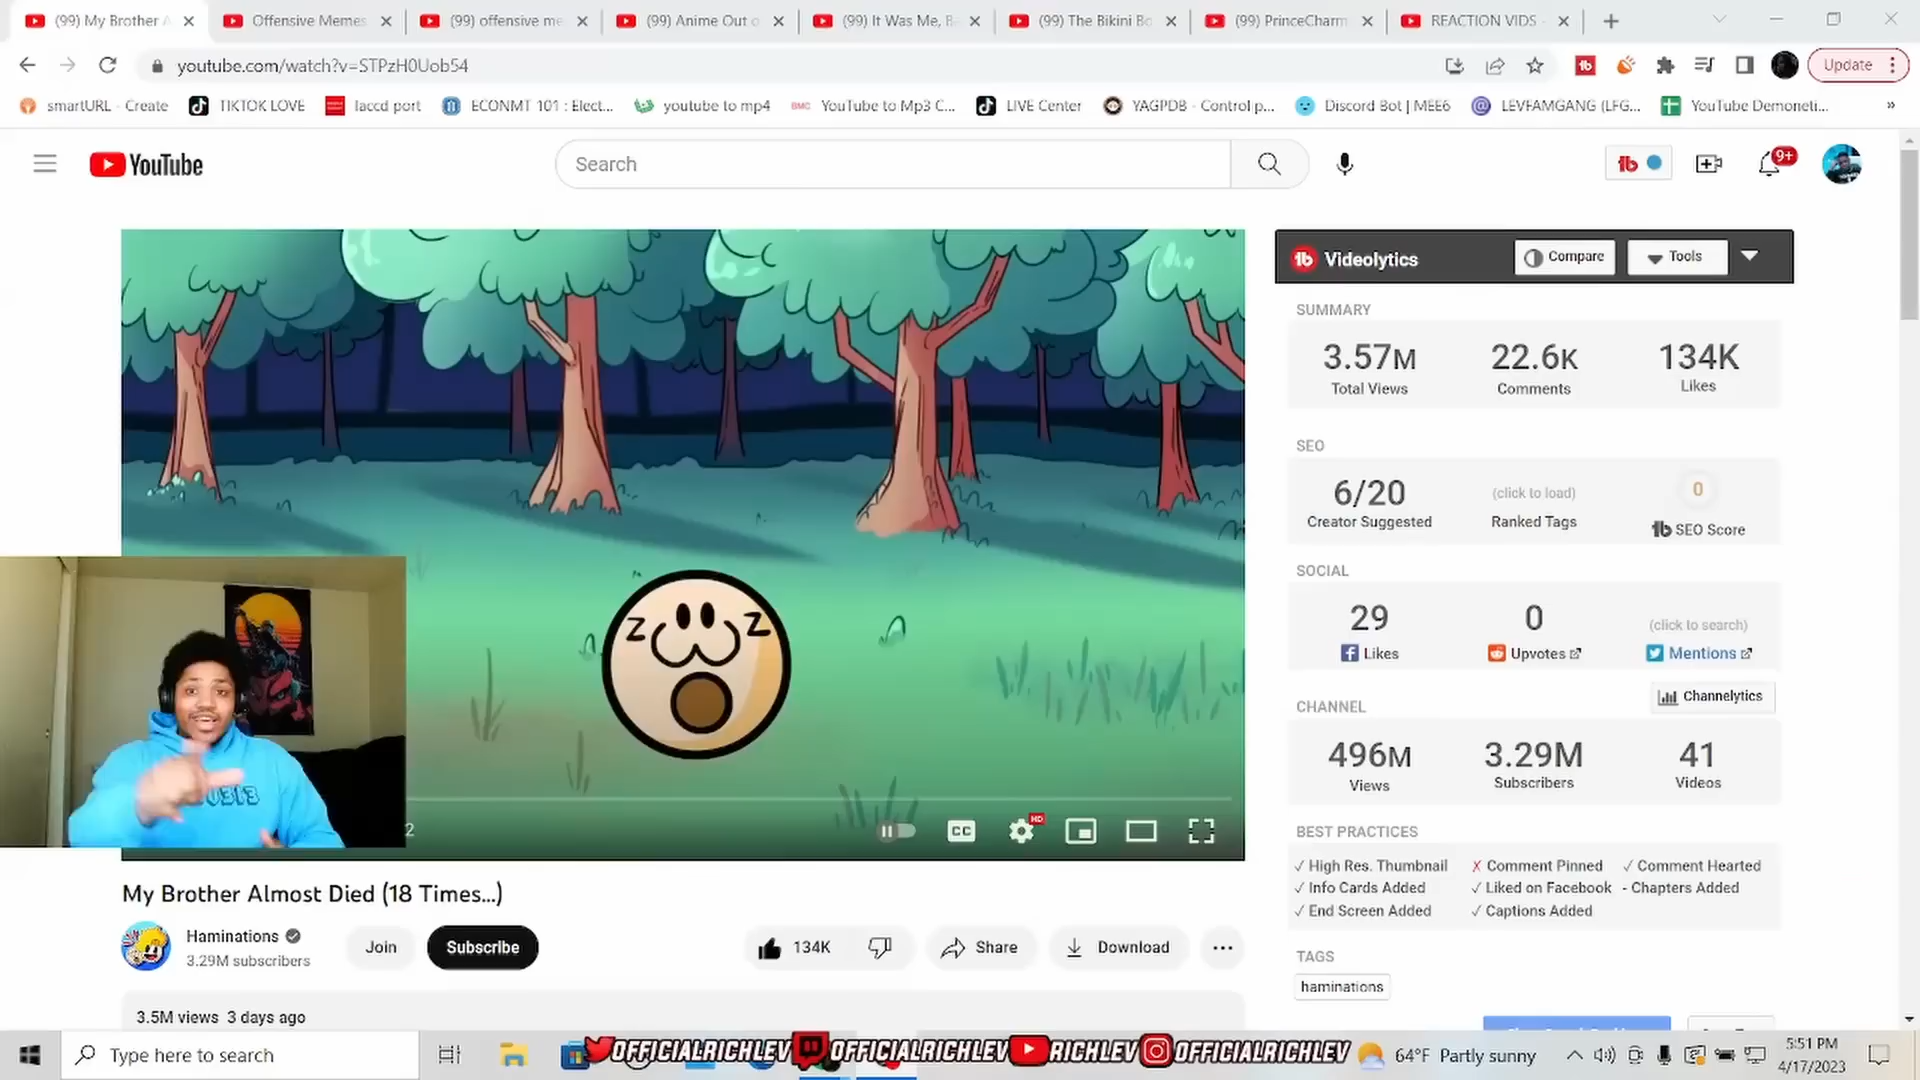 (99) My Brother A
Offensive Memes
(99) offensive me
(99) Anime Out o
(99) It Was Me, B
(99) The Bikini Bo
(99) PrinceCharm
REACTION VIDS -
youtube.com/watch?v=STPzH0Uob54
Update
smartURL - Create
TIKTOK LOVE
laccd port
ECONMT 101 : Elect...
youtube to mp4
YouTube to Mp3 C...
LIVE Center
YAGPDB - Control p...
Discord Bot | MEE6
LEVFAMGANG (LFG...
YouTube Demoneti...
»
YouTube
Search
9+
Videolytics
Compare
Tools
SUMMARY
3.57M 22.6K 134K
Total Views Comments Likes
SEO
6/20 (click to load) 0
Creator Suggested Ranked Tags SEO Score
SOCIAL
29 0 (click to search)
Likes Upvotes Mentions
CHANNEL Channelytics
496M 3.29M 41
Views Subscribers Videos
BEST PRACTICES
✓ High Res. Thumbnail ✗ Comment Pinned ✓ Comment Hearted
✓ Info Cards Added ✓ Liked on Facebook - Chapters Added
✓ End Screen Added ✓ Captions Added
TAGS
haminations
z z
2
CC
HD
My Brother Almost Died (18 Times...)
Haminations
3.29M subscribers
Join
Subscribe
134K
Share
Download
3.5M views 3 days ago
Type here to search
OFFICIALRICHLEV
OFFICIALRICHLEV
RICHLEV
OFFICIALRICHLEV
64°F Partly sunny
5:51 PM
4/17/2023